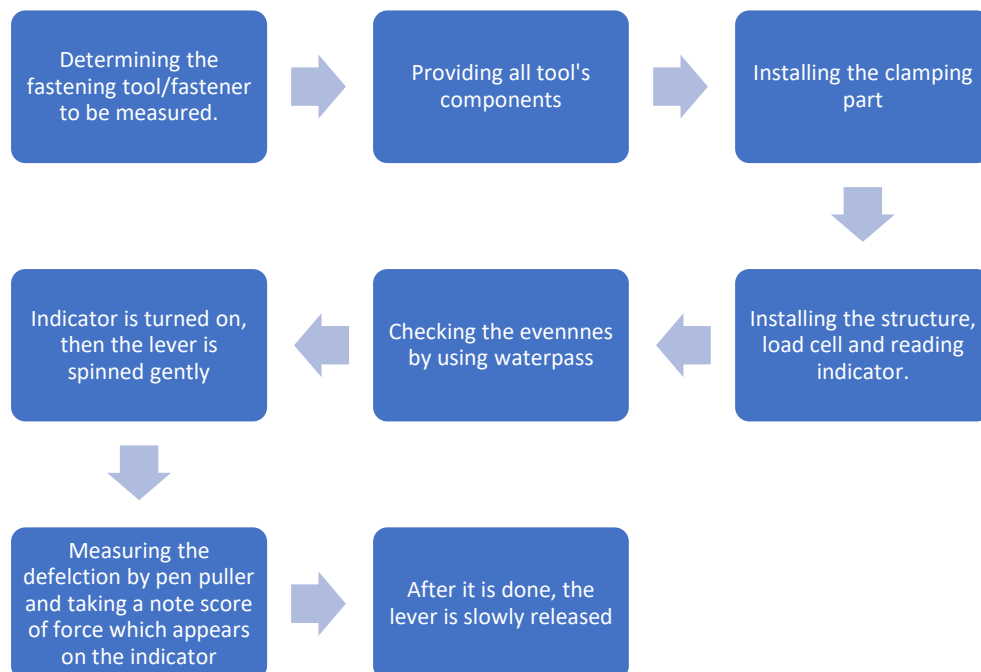 Determining the
fastening tool/fastener
to be measured.
Providing all tool's
components
Installing the clamping
part
Installing the structure,
load cell and reading
indicator.
Checking the evennnes
by using waterpass
Indicator is turned on,
then the lever is
spinned gently
Measuring the
defelction by pen puller
and taking a note score
of force which appears
on the indicator
After it is done, the
lever is slowly released